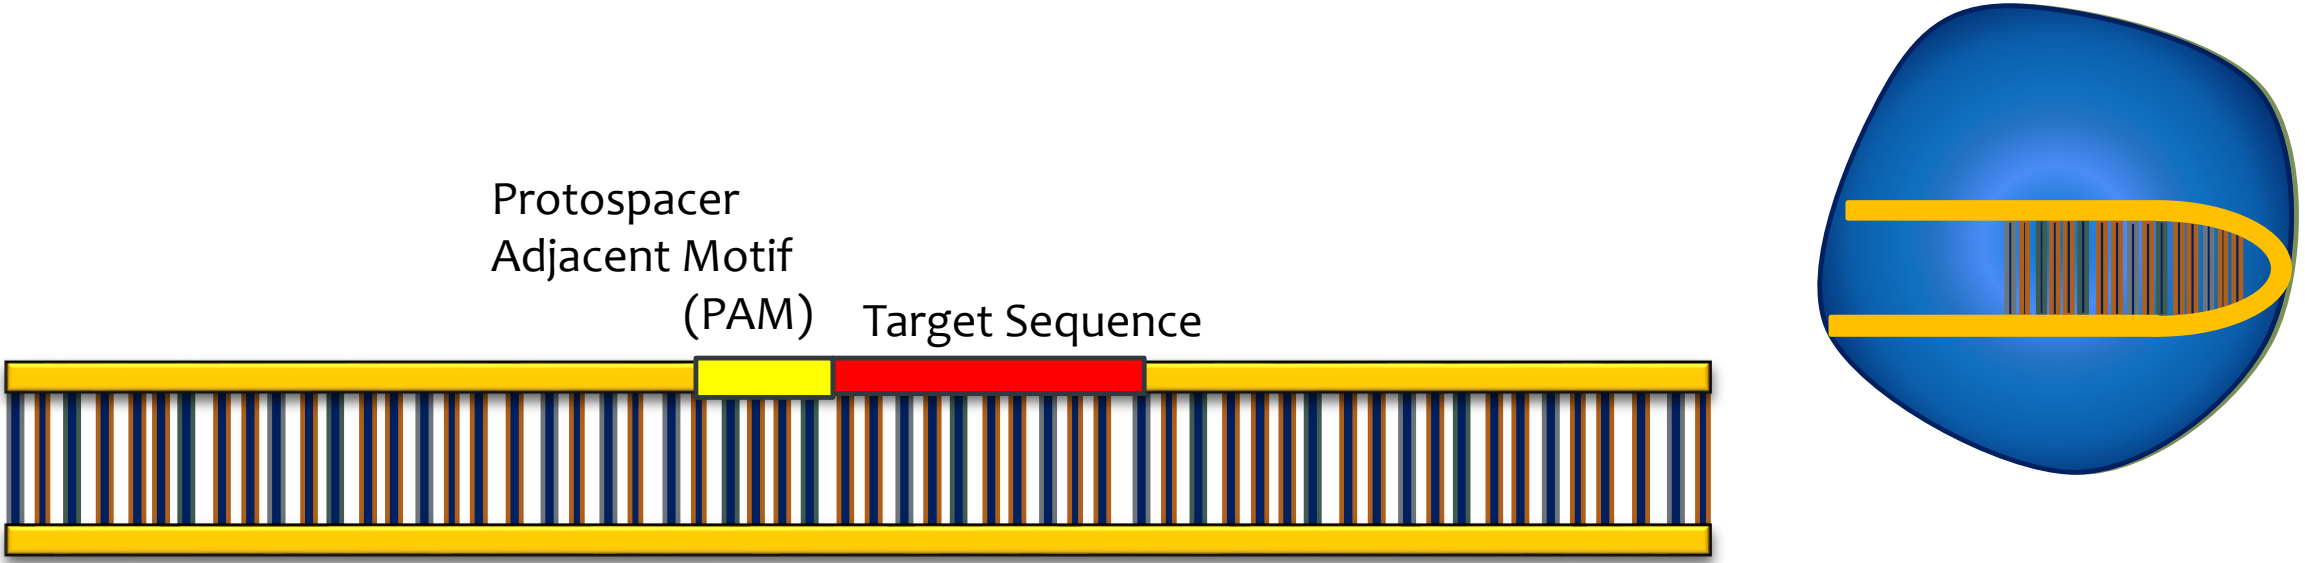 Protospacer
Adjacent Motif
(PAM)
Target Sequence